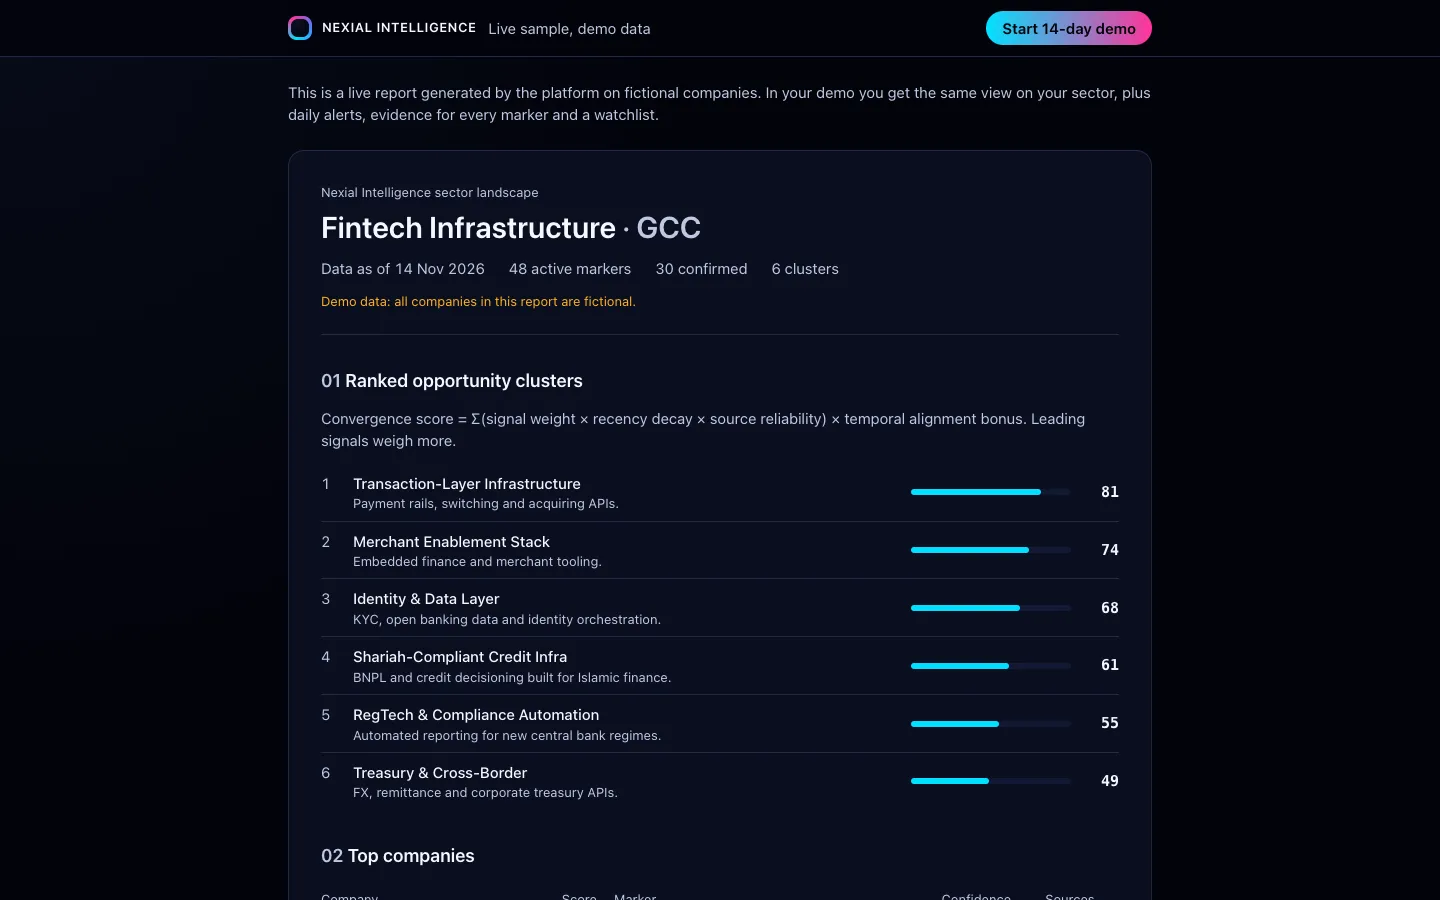 NEXIAL INTELLIGENCE Live sample, demo data
Start 14-day demo
This is a live report generated by the platform on fictional companies. In your demo you get the same view on your sector, plus
daily alerts, evidence for every marker and a watchlist.
Nexial Intelligence sector landscape
Fintech Infrastructure · GCC
Data as of 14 Nov 2026 48 active markers 30 confirmed 6 clusters
Demo data: all companies in this report are fictional.
01 Ranked opportunity clusters
Convergence score = Σ(signal weight × recency decay × source reliability) × temporal alignment bonus. Leading
signals weigh more.
1 Transaction-Layer Infrastructure 81
Payment rails, switching and acquiring APIs.
2 Merchant Enablement Stack 74
Embedded finance and merchant tooling.
3 Identity & Data Layer 68
KYC, open banking data and identity orchestration.
4 Shariah-Compliant Credit Infra 61
BNPL and credit decisioning built for Islamic finance.
5 RegTech & Compliance Automation 55
Automated reporting for new central bank regimes.
6 Treasury & Cross-Border 49
FX, remittance and corporate treasury APIs.
02 Top companies
Company Score Marker Confidence Sources